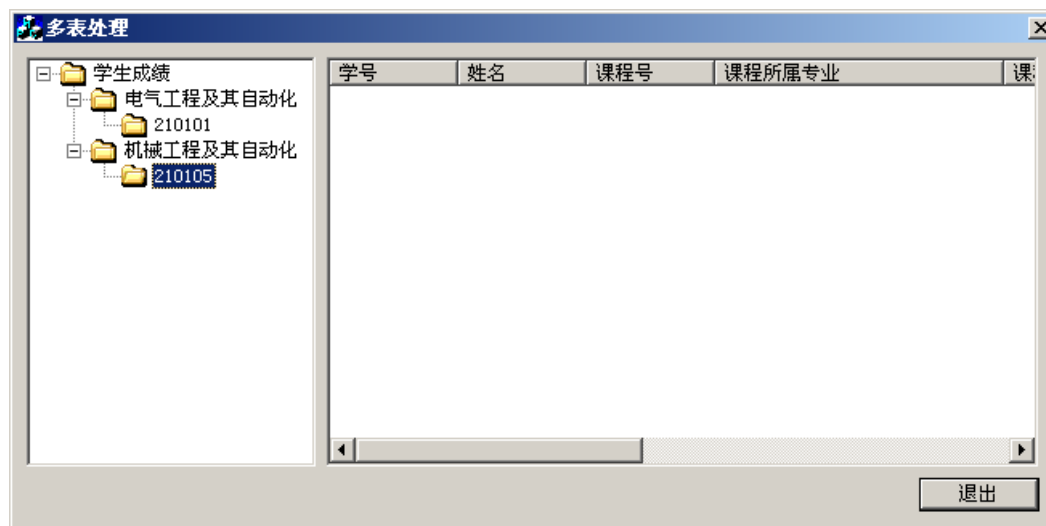 多表处理
学生成绩
电气工程及其自动化
210101
机械工程及其自动化
210105
学号 姓名 课程号 课程所属专业 课
退出